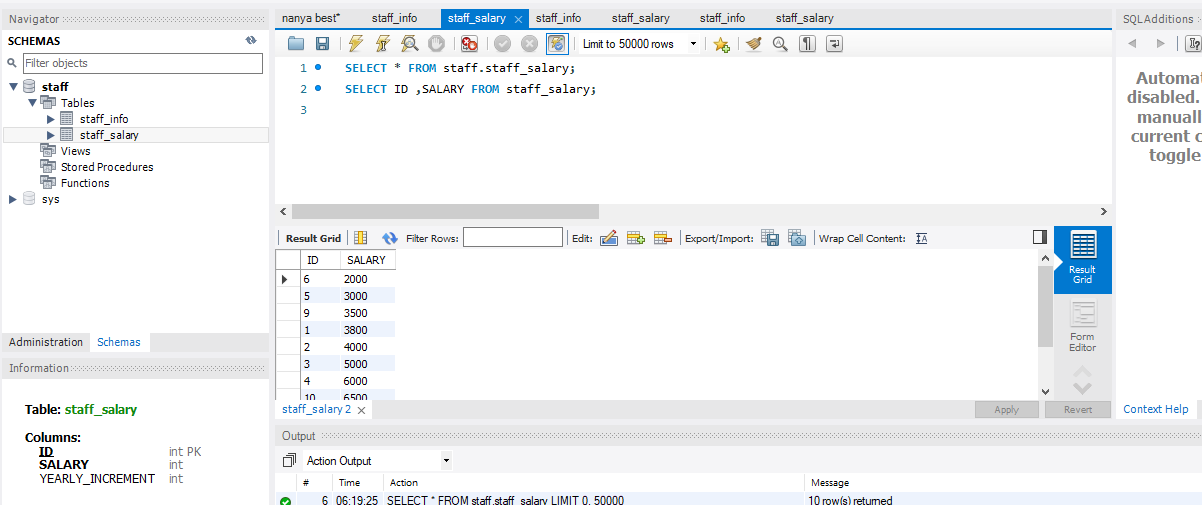 Navigator
SCHEMAS
Filter objects
staff
Tables
staff_info
staff_salary
Views
Stored Procedures
Functions
sys
Administration Schemas
Information
Table: staff_salary
Columns:
ID int PK
SALARY int
YEARLY_INCREMENT int
nanya best* staff_info staff_salary staff_info staff_salary staff_info staff_salary
Limit to 50000 rows
1 SELECT * FROM staff.staff_salary;
2 SELECT ID ,SALARY FROM staff_salary;
3
Result Grid Filter Rows: Edit: Export/Import: Wrap Cell Content:
ID SALARY
6 2000
5 3000
9 3500
1 3800
2 4000
3 5000
4 6000
10 6500
Result
Grid
Form
Editor
staff_salary 2 Apply Revert
Output
Action Output
# Time Action Message
6 06:19:25 SELECT * FROM staff.staff_salary LIMIT 0, 50000 10 row(s) returned
SQL Additions
disabled.
current
toggle
Context Help